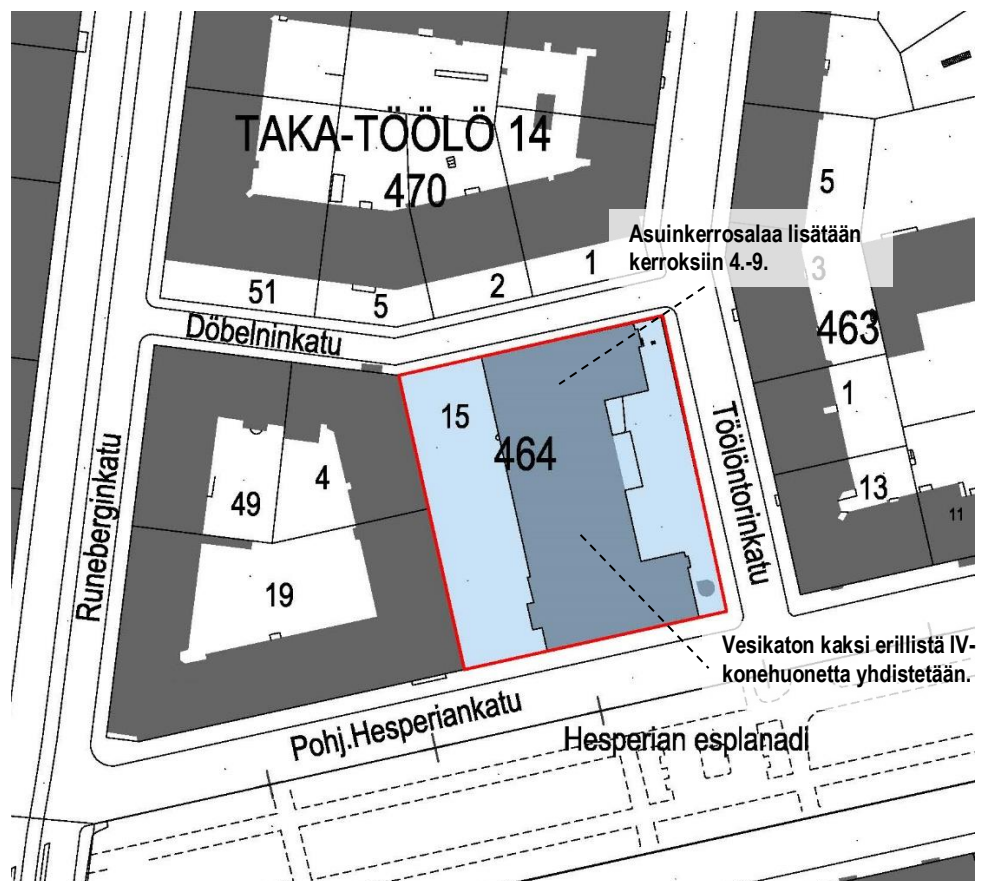 TAKA-TÖÖLÖ 14
470
5
Asuinkerrosalaa lisätään
kerroksiin 4.-9.
51
5
2
1
3
463
Döbelninkatu
1
15
464
Töölöntorinkatu
Runeberginkatu
49
4
13
11
19
Vesikaton kaksi erillistä IV-
konehuonetta yhdistetään.
Pohj.Hesperiankatu
Hesperian esplanadi